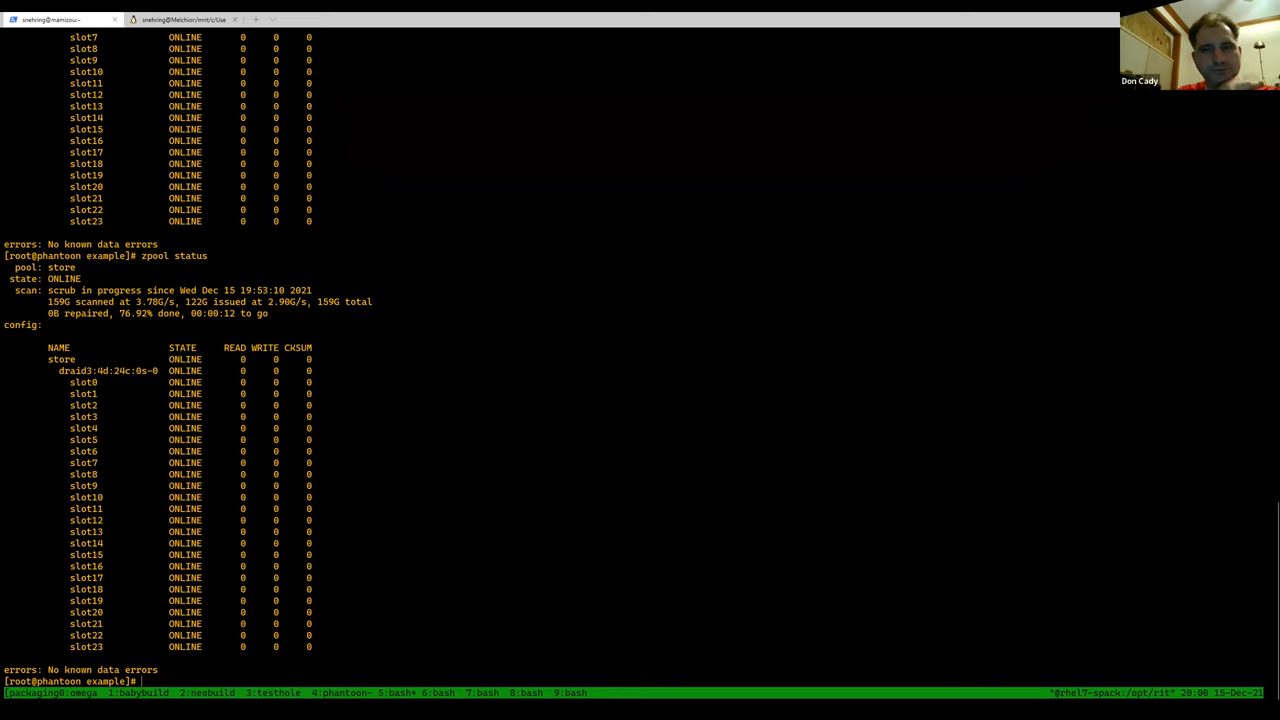 snehring@mamizou:~
snehring@Melchior:/mnt/c/Use
Don Cady
slot7 ONLINE 0 0 0
slot8 ONLINE 0 0 0
slot9 ONLINE 0 0 0
slot10 ONLINE 0 0 0
slot11 ONLINE 0 0 0
slot12 ONLINE 0 0 0
slot13 ONLINE 0 0 0
slot14 ONLINE 0 0 0
slot15 ONLINE 0 0 0
slot16 ONLINE 0 0 0
slot17 ONLINE 0 0 0
slot18 ONLINE 0 0 0
slot19 ONLINE 0 0 0
slot20 ONLINE 0 0 0
slot21 ONLINE 0 0 0
slot22 ONLINE 0 0 0
slot23 ONLINE 0 0 0
errors: No known data errors
[root@phantoon example]# zpool status
pool: store
state: ONLINE
scan: scrub in progress since Wed Dec 15 19:53:10 2021
159G scanned at 3.78G/s, 122G issued at 2.90G/s, 159G total
0B repaired, 76.92% done, 00:00:12 to go
config:
NAME STATE READ WRITE CKSUM
store ONLINE 0 0 0
draid3:4d:24c:0s-0 ONLINE 0 0 0
slot0 ONLINE 0 0 0
slot1 ONLINE 0 0 0
slot2 ONLINE 0 0 0
slot3 ONLINE 0 0 0
slot4 ONLINE 0 0 0
slot5 ONLINE 0 0 0
slot6 ONLINE 0 0 0
slot7 ONLINE 0 0 0
slot8 ONLINE 0 0 0
slot9 ONLINE 0 0 0
slot10 ONLINE 0 0 0
slot11 ONLINE 0 0 0
slot12 ONLINE 0 0 0
slot13 ONLINE 0 0 0
slot14 ONLINE 0 0 0
slot15 ONLINE 0 0 0
slot16 ONLINE 0 0 0
slot17 ONLINE 0 0 0
slot18 ONLINE 0 0 0
slot19 ONLINE 0 0 0
slot20 ONLINE 0 0 0
slot21 ONLINE 0 0 0
slot22 ONLINE 0 0 0
slot23 ONLINE 0 0 0
errors: No known data errors
[root@phantoon example]#
[packaging0:omega 1:babybuild 2:neobuild 3:testhole 4:phantoon- 5:bash* 6:bash 7:bash 8:bash 9:bash "@rhel7-spack:/opt/rit" 20:00 15-Dec-21